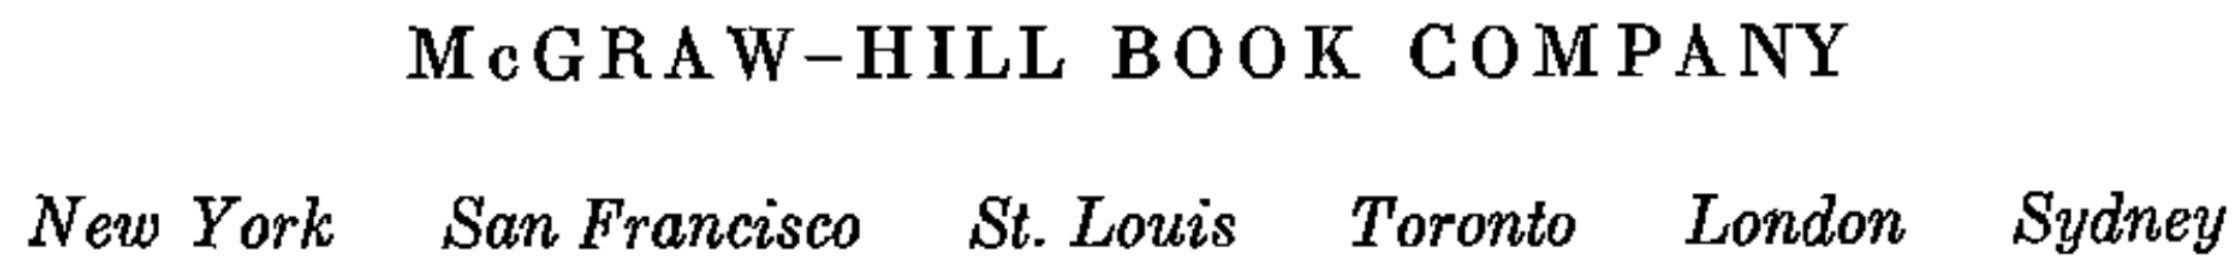 McGRAW-HILL BOOK COMPANY
New York San Francisco St. Louis Toronto London Sydney